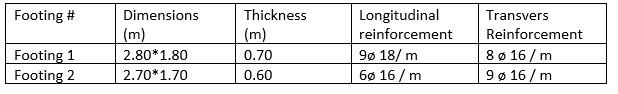 Footing # Dimensions (m) Thickness (m) Longitudinal reinforcement Transvers Reinforcement
Footing 1 2.80*1.80 0.70 9ø 18/ m 8 ø 16 / m
Footing 2 2.70*1.70 0.60 6ø 16 / m 9 ø 16 / m